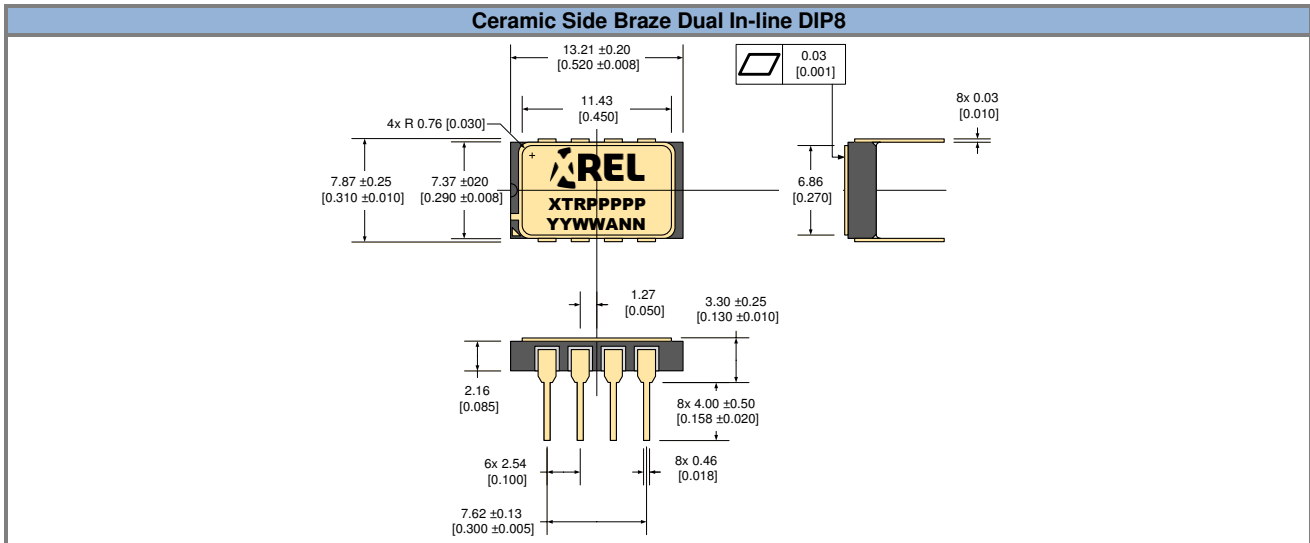 Ceramic Side Braze Dual In-line DIP8
13.21 ±0.20
[0.520 ±0.008]
0.03
[0.001]
11.43
[0.450]
8x 0.03
[0.010]
4x R 0.76 [0.030]
+
XREL
XTRPPPPP
YYWWANN
7.87 ±0.25
[0.310 ±0.010]
7.37 ±020
[0.290 ±0.008]
6.86
[0.270]
1.27
[0.050]
3.30 ±0.25
[0.130 ±0.010]
2.16
[0.085]
8x 4.00 ±0.50
[0.158 ±0.020]
6x 2.54
[0.100]
8x 0.46
[0.018]
7.62 ±0.13
[0.300 ±0.005]